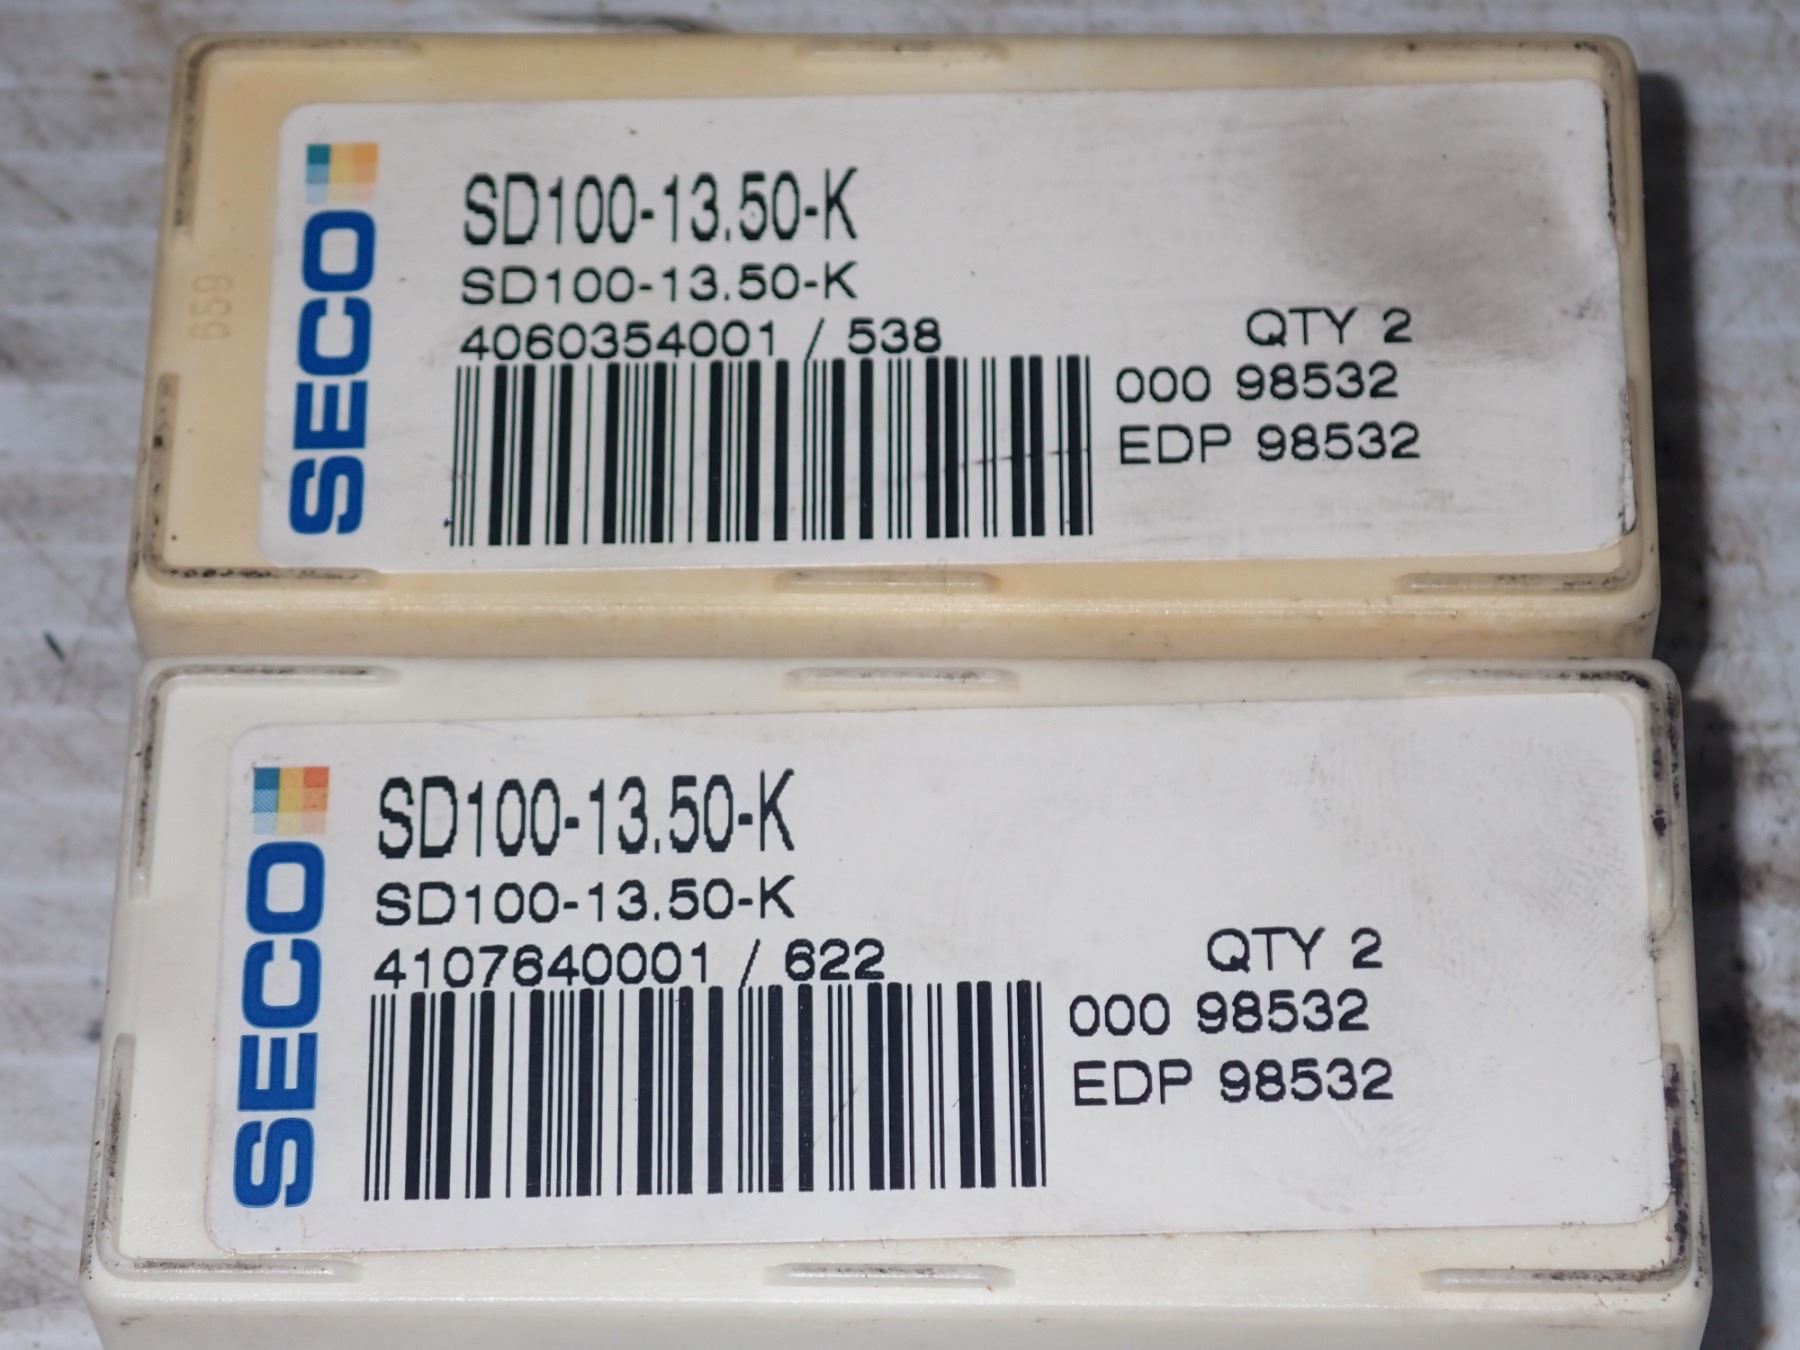 SECO
SD100-13.50-K
SD100-13.50-K
4060354001 / 538
QTY 2
000 98532
EDP 98532
659
SECO
SD100-13.50-K
SD100-13.50-K
4107640001 / 622
QTY 2
000 98532
EDP 98532